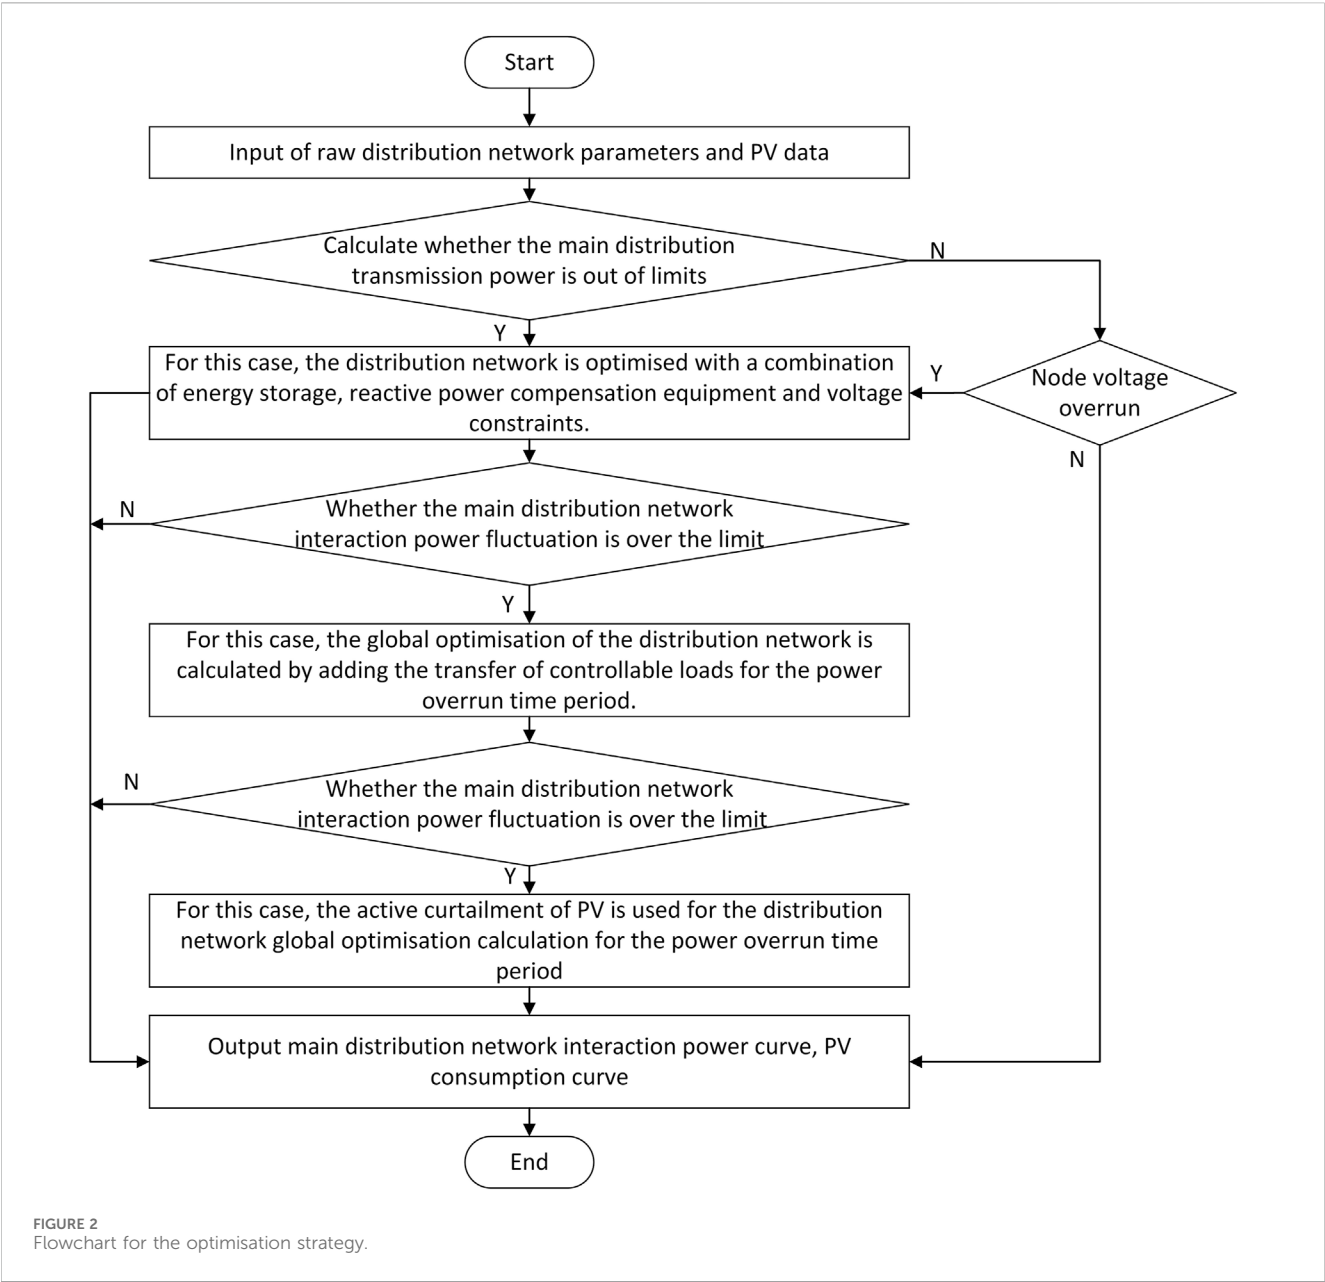 Start
Input of raw distribution network parameters and PV data
Calculate whether the main distribution
transmission power is out of limits
N
Y
For this case, the distribution network is optimised with a combination
of energy storage, reactive power compensation equipment and voltage
constraints.
Y
Node voltage
overrun
N
Whether the main distribution network
interaction power fluctuation is over the limit
N
Y
For this case, the global optimisation of the distribution network is
calculated by adding the transfer of controllable loads for the power
overrun time period.
N
Whether the main distribution network
interaction power fluctuation is over the limit
Y
For this case, the active curtailment of PV is used for the distribution
network global optimisation calculation for the power overrun time
period
Output main distribution network interaction power curve, PV
consumption curve
End
FIGURE 2
Flowchart for the optimisation strategy.